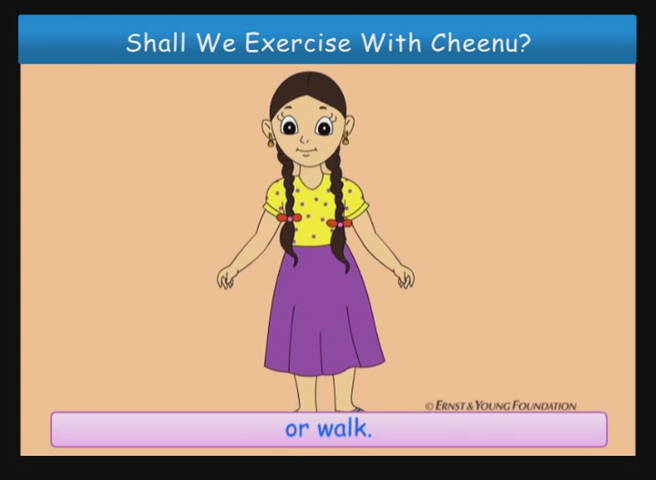 Shall We Exercise With Cheenu?
© ERNST & YOUNG FOUNDATION
or walk.